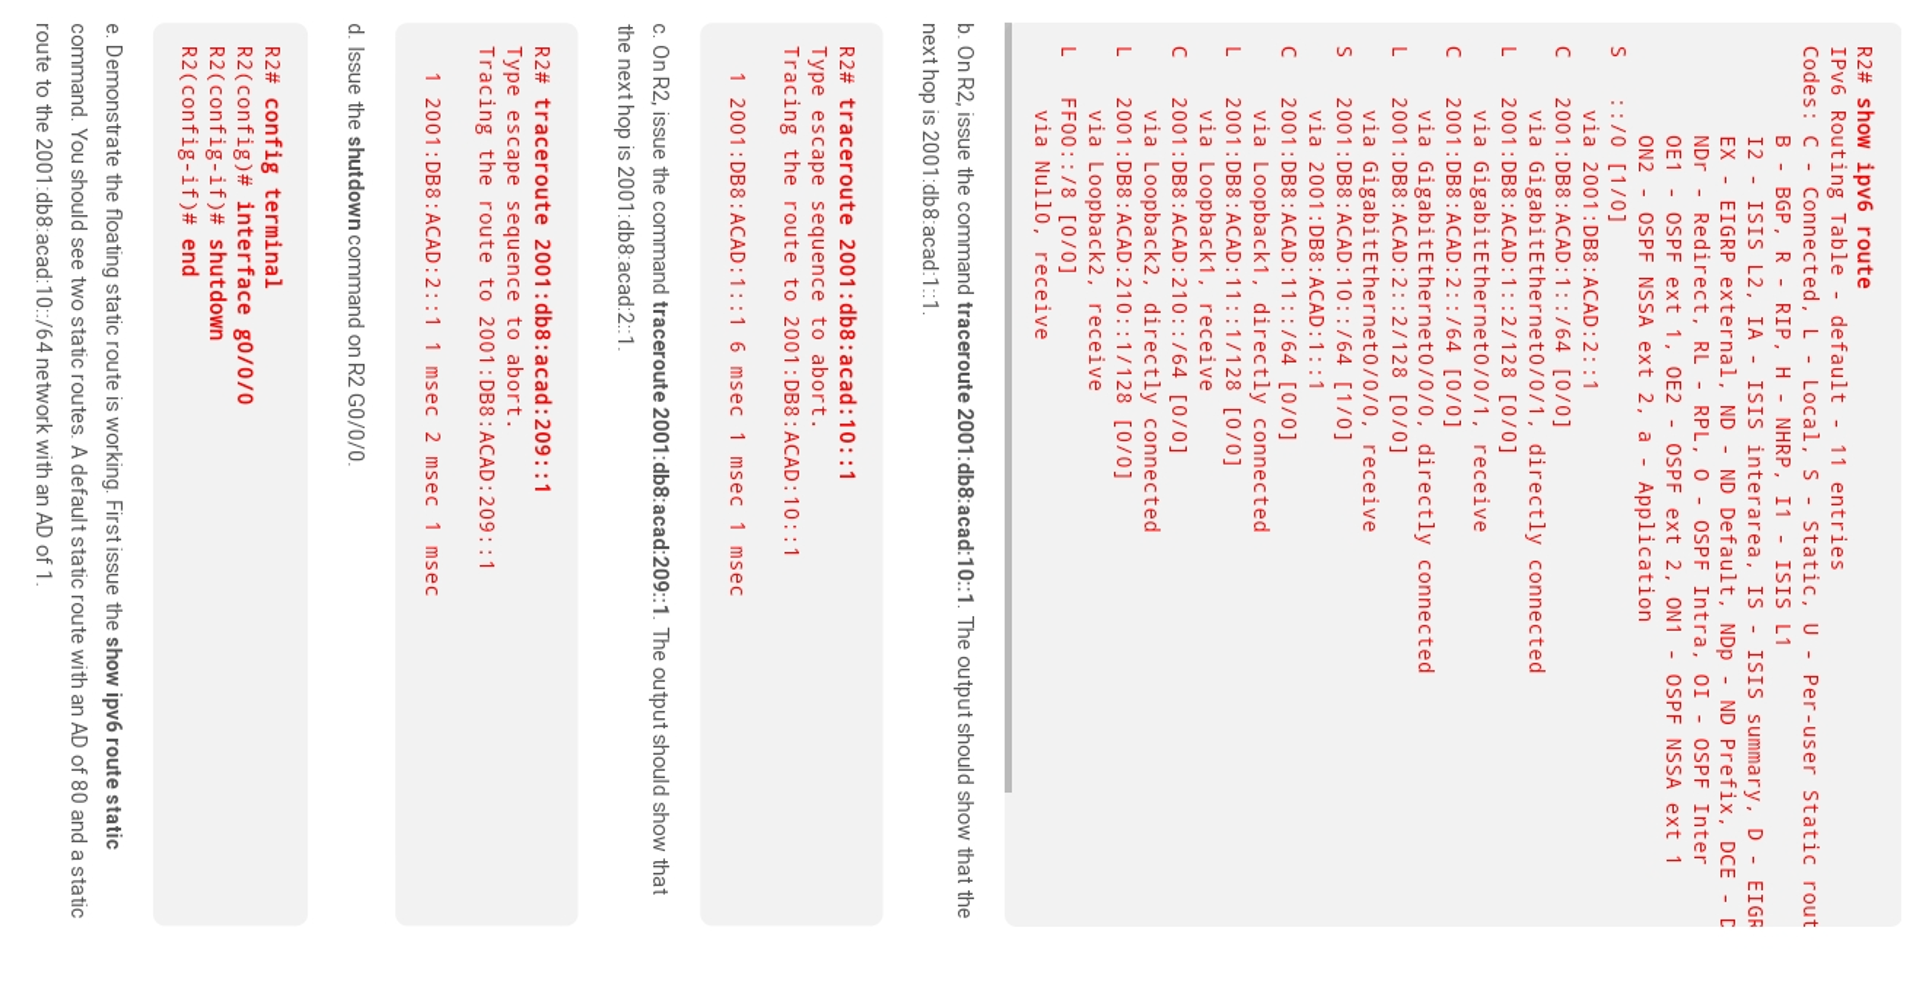 R2# show ipv6 route
IPv6 Routing Table - default - 11 entries
Codes: C - Connected, L - Local, S - Static, U - Per-user Static rout
B - BGP, R - RIP, H - NHRP, I1 - ISIS L1
I2 - ISIS L2, IA - ISIS interarea, IS - ISIS summary, D - EIGR
EX - EIGRP external, ND - ND Default, NDp - ND Prefix, DCE - D
NDr - Redirect, RL - RPL, O - OSPF Intra, OI - OSPF Inter
OE1 - OSPF ext 1, OE2 - OSPF ext 2, ON1 - OSPF NSSA ext 1
ON2 - OSPF NSSA ext 2, a - Application
S ::/0 [1/0]
via 2001:DB8:ACAD:2::1
C 2001:DB8:ACAD:1::/64 [0/0]
via GigabitEthernet0/0/1, directly connected
L 2001:DB8:ACAD:1::2/128 [0/0]
via GigabitEthernet0/0/1, receive
C 2001:DB8:ACAD:2::/64 [0/0]
via GigabitEthernet0/0/0, directly connected
L 2001:DB8:ACAD:2::2/128 [0/0]
via GigabitEthernet0/0/0, receive
S 2001:DB8:ACAD:10::/64 [1/0]
via 2001:DB8:ACAD:1::1
C 2001:DB8:ACAD:11::/64 [0/0]
via Loopback1, directly connected
L 2001:DB8:ACAD:11::1/128 [0/0]
via Loopback1, receive
C 2001:DB8:ACAD:210::/64 [0/0]
via Loopback2, directly connected
L 2001:DB8:ACAD:210::1/128 [0/0]
via Loopback2, receive
L FF00::/8 [0/0]
via Null0, receive
b. On R2, issue the command traceroute 2001:db8:acad:10::1. The output should show that the
next hop is 2001:db8:acad:1::1.
R2# traceroute 2001:db8:acad:10::1
Type escape sequence to abort.
Tracing the route to 2001:DB8:ACAD:10::1
1 2001:DB8:ACAD:1::1 6 msec 1 msec 1 msec
c. On R2, issue the command traceroute 2001:db8:acad:209::1. The output should show that
the next hop is 2001:db8:acad:2::1.
R2# traceroute 2001:db8:acad:209::1
Type escape sequence to abort.
Tracing the route to 2001:DB8:ACAD:209::1
1 2001:DB8:ACAD:2::1 1 msec 2 msec 1 msec
d. Issue the shutdown command on R2 G0/0/0.
R2# config terminal
R2(config)# interface g0/0/0
R2(config-if)# shutdown
R2(config-if)# end
e. Demonstrate the floating static route is working. First issue the show ipv6 route static
command. You should see two static routes. A default static route with an AD of 80 and a static
route to the 2001:db8:acad:10::/64 network with an AD of 1.